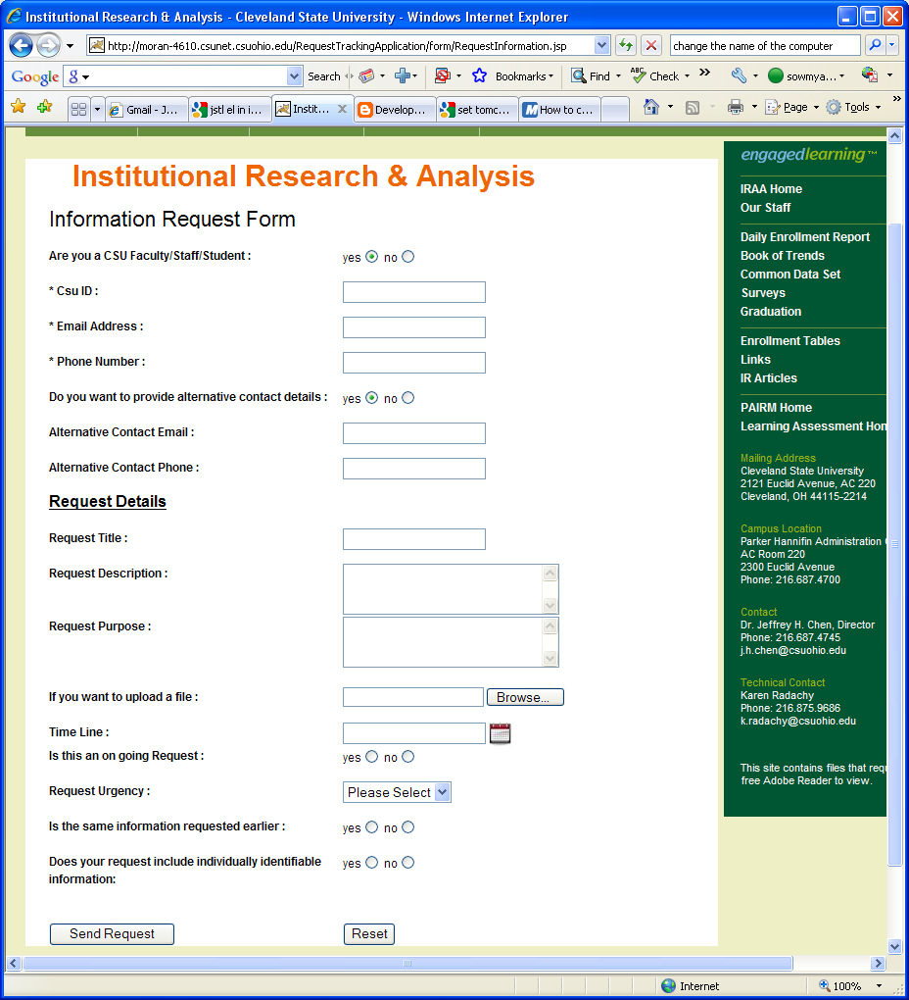 Institutional Research & Analysis - Cleveland State University - Windows Internet Explorer
http://moran-4610.csunet.csuohio.edu/RequestTrackingApplication/form/RequestInformation.jsp
change the name of the computer
Google
Search
Bookmarks
Find
ABC Check
sowmya...
Gmail - J...
jstl el in i...
Instit...
Develop...
set tomc...
How to c...
Page
Tools
Institutional Research & Analysis
Information Request Form
Are you a CSU Faculty/Staff/Student : yes no
* Csu ID :
* Email Address :
* Phone Number :
Do you want to provide alternative contact details : yes no
Alternative Contact Email :
Alternative Contact Phone :
Request Details
Request Title :
Request Description :
Request Purpose :
If you want to upload a file : Browse...
Time Line :
Is this an on going Request : yes no
Request Urgency : Please Select
Is the same information requested earlier : yes no
Does your request include individually identifiable information: yes no
Send Request Reset
engagedlearning™
IRAA Home
Our Staff
Daily Enrollment Report
Book of Trends
Common Data Set
Surveys
Graduation
Enrollment Tables
Links
IR Articles
PAIRM Home
Learning Assessment Hom
Mailing Address
Cleveland State University
2121 Euclid Avenue, AC 220
Cleveland, OH 44115-2214
Campus Location
Parker Hannifin Administration
AC Room 220
2300 Euclid Avenue
Phone: 216.687.4700
Contact
Dr. Jeffrey H. Chen, Director
Phone: 216.687.4745
j.h.chen@csuohio.edu
Technical Contact
Karen Radachy
Phone: 216.875.9686
k.radachy@csuohio.edu
This site contains files that requ
free Adobe Reader to view.
Internet
100%